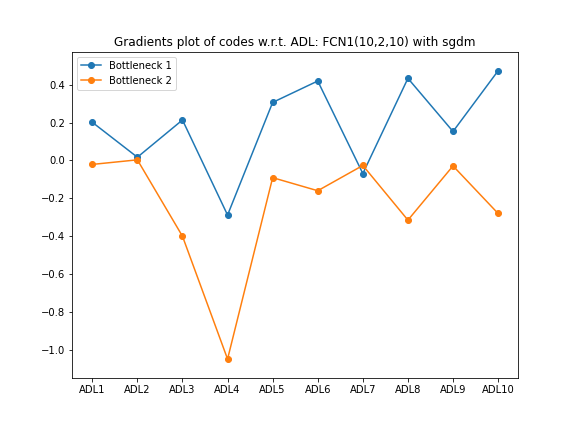 Gradients plot of codes w.r.t. ADL: FCN1(10,2,10) with sgdm
Bottleneck 1
Bottleneck 2
0.4
0.2
0.0
−0.2
−0.4
−0.6
−0.8
−1.0
ADL1 ADL2 ADL3 ADL4 ADL5 ADL6 ADL7 ADL8 ADL9 ADL10